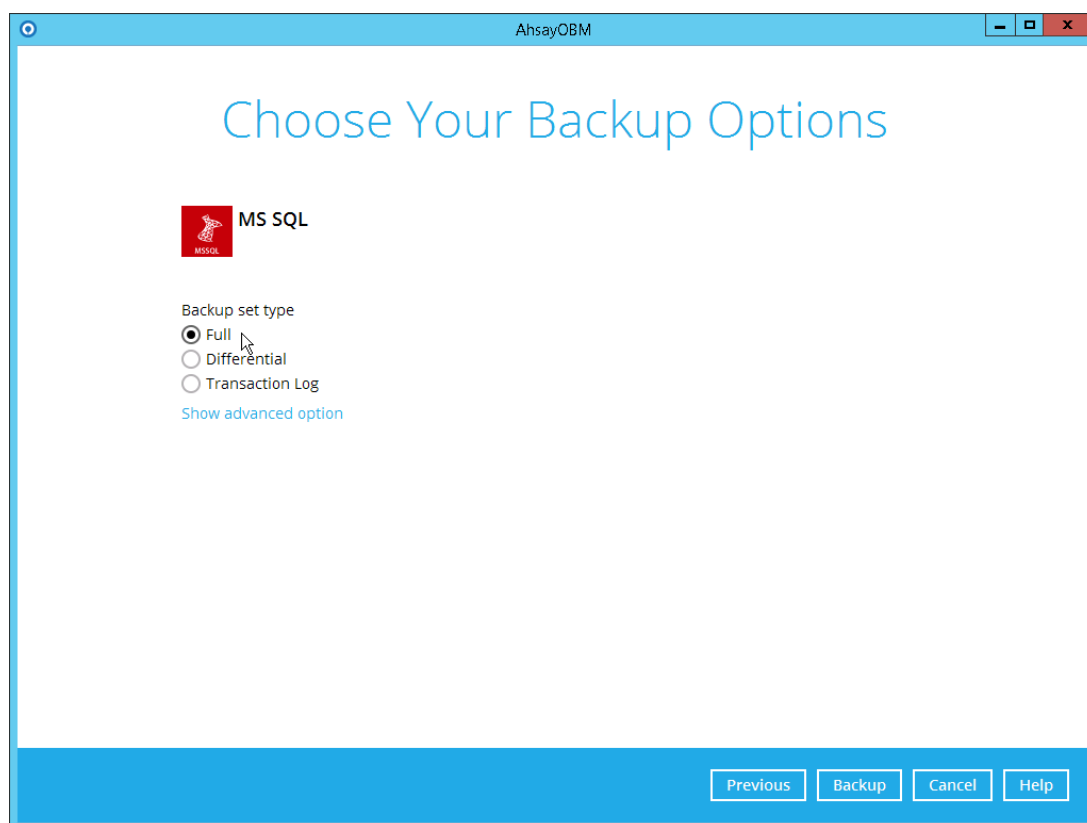 AhsayOBM
Choose Your Backup Options
MS SQL
MSSQL
Backup set type
Full
Differential
Transaction Log
Show advanced option
Previous Backup Cancel Help